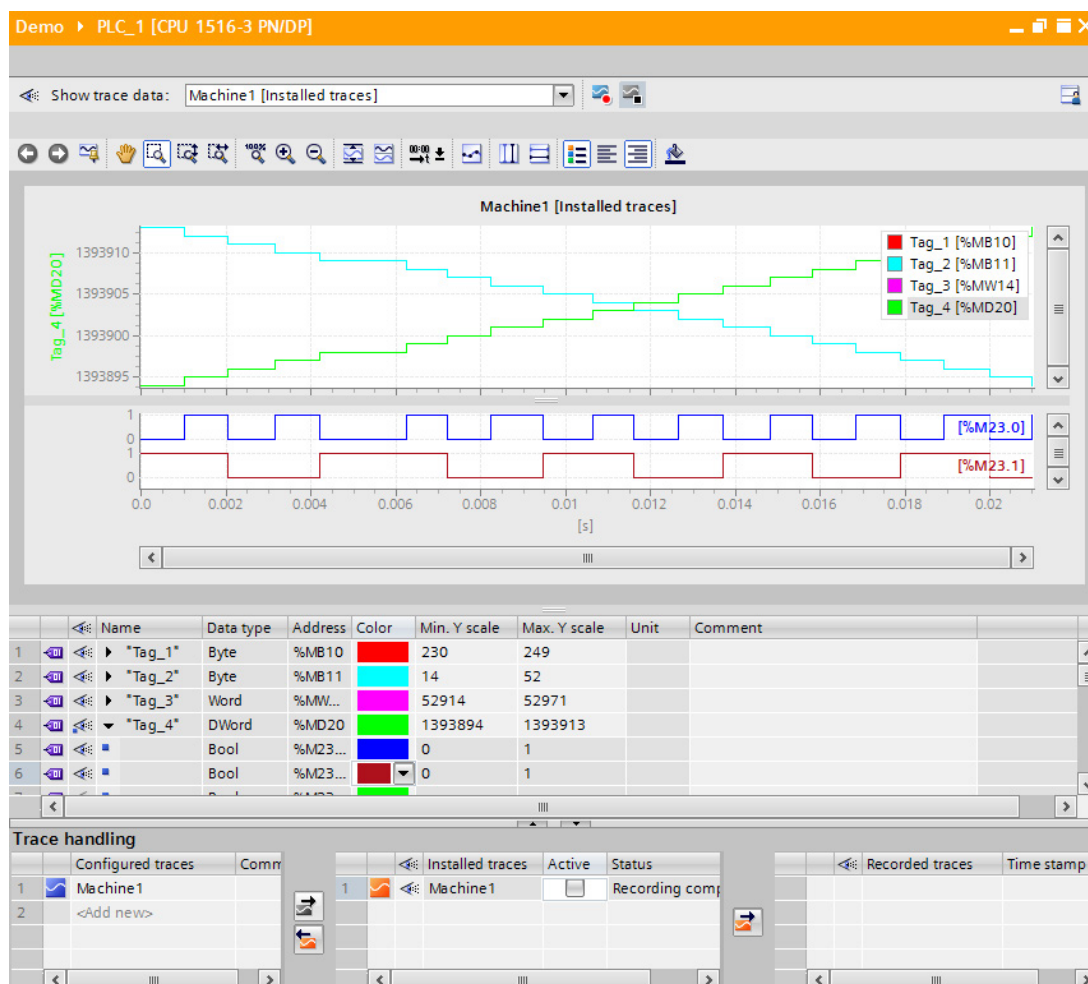 Demo ▸ PLC_1 [CPU 1516-3 PN/DP]
Show trace data: Machine1 [Installed traces]
100%
00:00
t
Machine1 [Installed traces]
Tag_4 [%MD20]
1393910
1393905
1393900
1393895
Tag_1 [%MB10]
Tag_2 [%MB11]
Tag_3 [%MW14]
Tag_4 [%MD20]
1
0
[%M23.0]
1
0
[%M23.1]
0.0 0.002 0.004 0.006 0.008 0.01 0.012 0.014 0.016 0.018 0.02
[s]
Name Data type Address Color Min. Y scale Max. Y scale Unit Comment
1 "Tag_1" Byte %MB10 230 249
2 "Tag_2" Byte %MB11 14 52
3 "Tag_3" Word %MW... 52914 52971
4 "Tag_4" DWord %MD20 1393894 1393913
5 Bool %M23... 0 1
6 Bool %M23... 0 1
Trace handling
Configured traces Comm
1 Machine1
2 <Add new>
Installed traces Active Status
1 Machine1 Recording comp
Recorded traces Time stamp